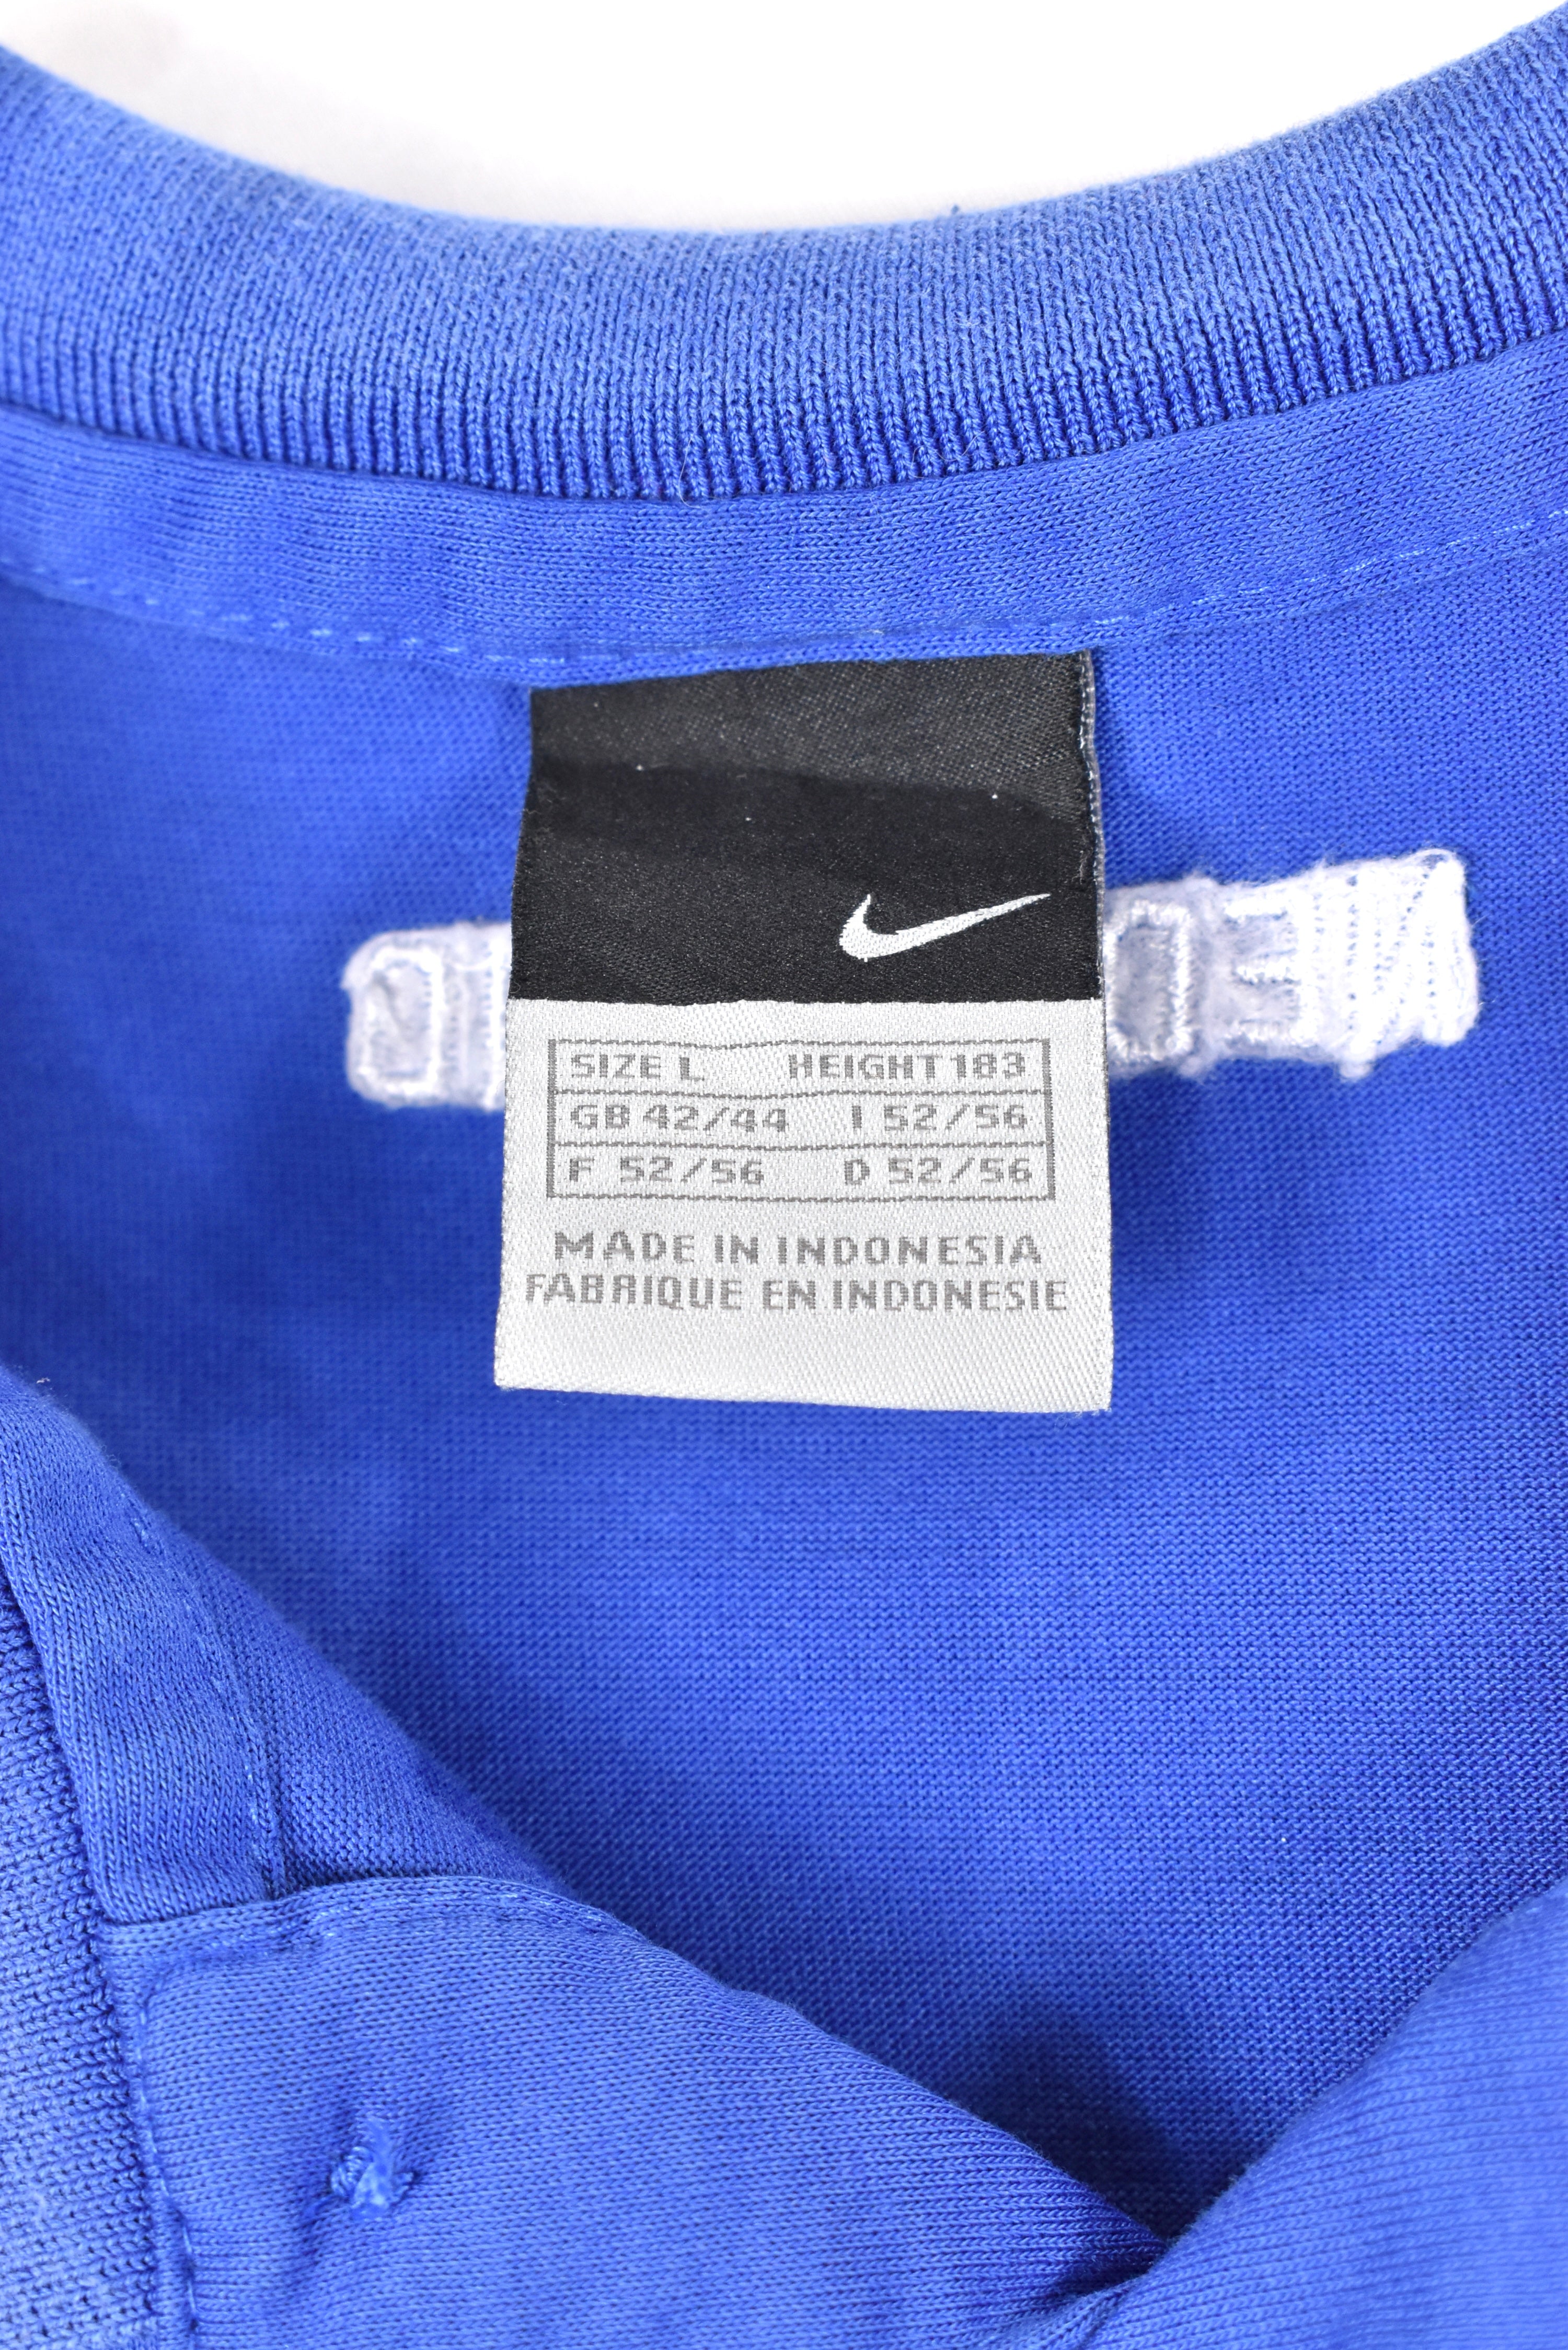 SIZE L HEIGHT 183
GB 42/44 I 52/56
F 52/56 D 52/56
MADE IN INDONESIA
FABRIQUE EN INDONESIE